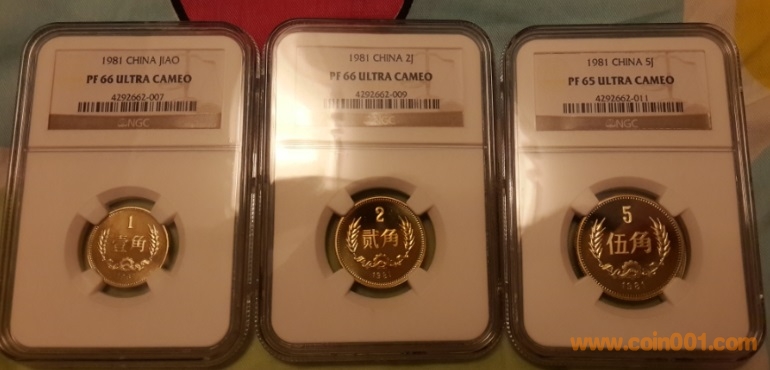 1981 CHINA JIAO
PF 66 ULTRA CAMEO
4292662-007
NGC
1
壹角
1981 CHINA 2J
PF 66 ULTRA CAMEO
4292662-009
NGC
2
贰角
1981
1981 CHINA 5J
PF 65 ULTRA CAMEO
4292662-011
NGC
5
伍角
1981
www.coin001.com